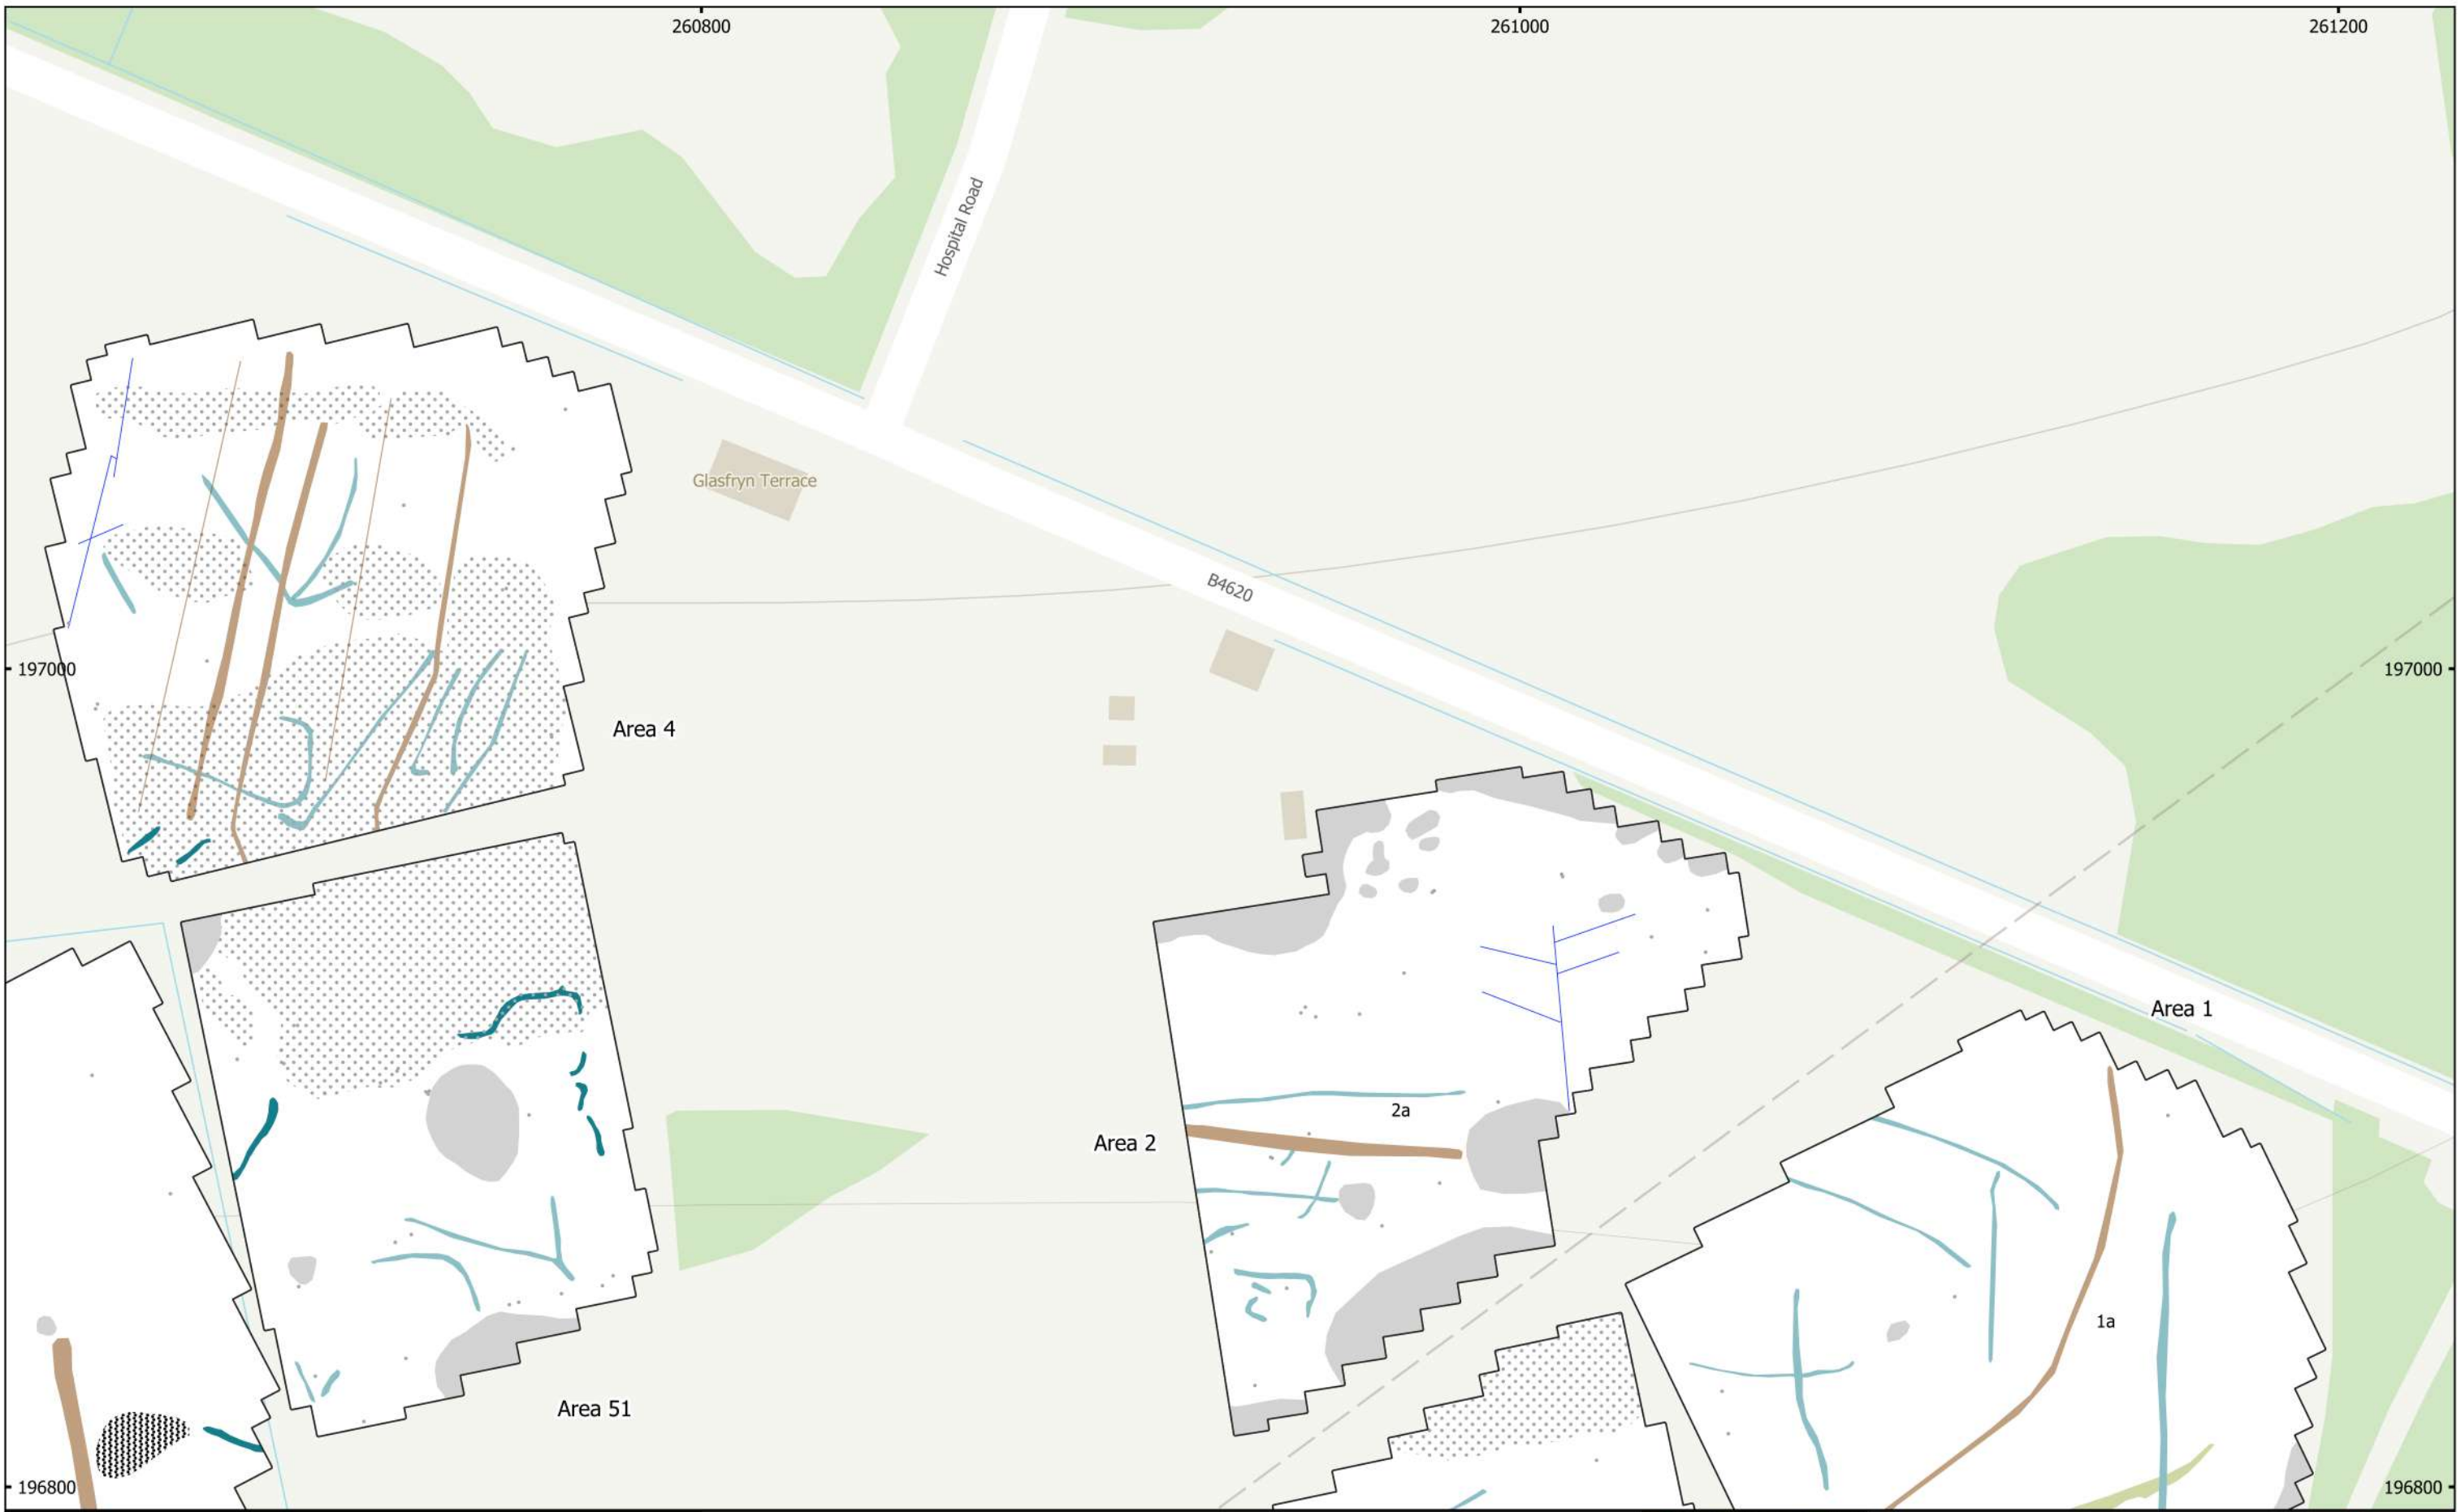 260800
261000
261200
Hospital Road
Glasfryn Terrace
B4620
197000
197000
Area 4
Area 1
2a
Area 2
1a
Area 51
196800
196800